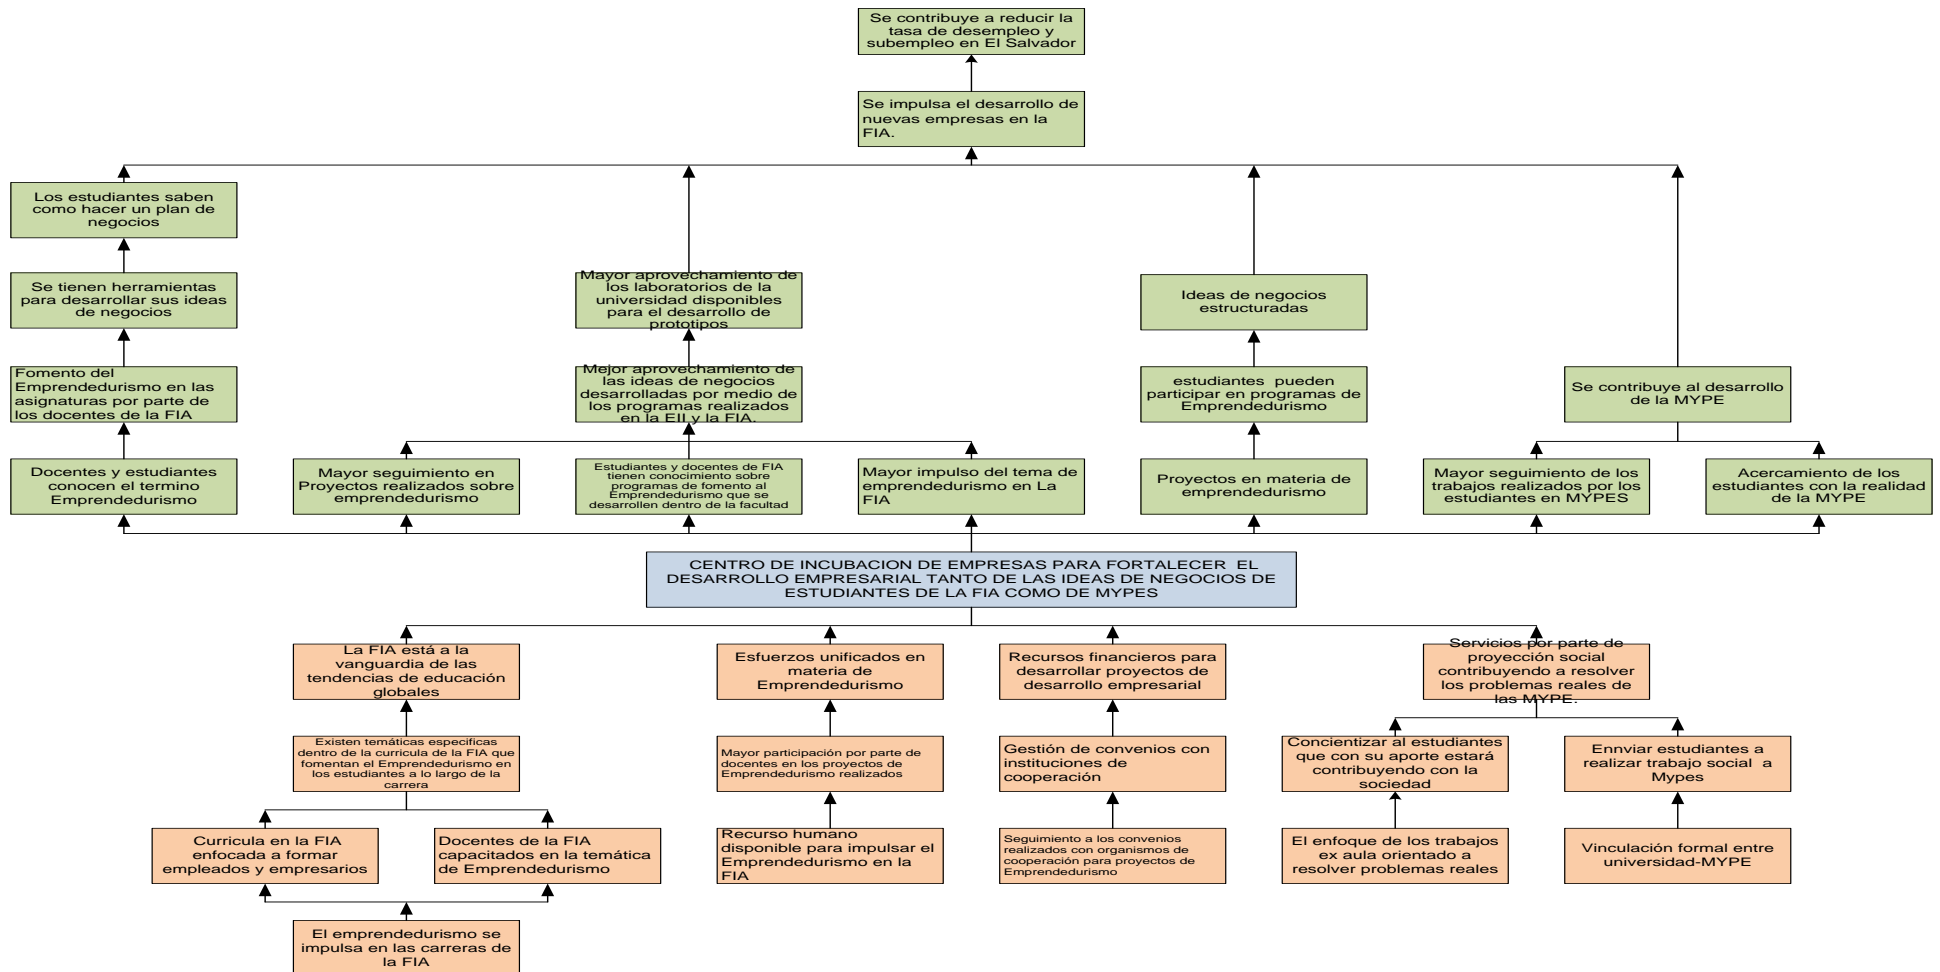 Se contribuye a reducir la
tasa de desempleo y
subempleo en El Salvador
Se impulsa el desarrollo de
nuevas empresas en la
FIA.
Los estudiantes saben
como hacer un plan de
negocios
Se tienen herramientas
para desarrollar sus ideas
de negocios
Mayor aprovechamiento de
los laboratorios de la
universidad disponibles
para el desarrollo de
prototipos
Ideas de negocios
estructuradas
Fomento del
Emprendedurismo en las
asignaturas por parte de
los docentes de la FIA
Mejor aprovechamiento de
las ideas de negocios
desarrolladas por medio de
los programas realizados
en la EII y la FIA.
estudiantes pueden
participar en programas de
Emprendedurismo
Se contribuye al desarrollo
de la MYPE
Docentes y estudiantes
conocen el termino
Emprendedurismo
Mayor seguimiento en
Proyectos realizados sobre
emprendedurismo
Estudiantes y docentes de FIA
tienen conocimiento sobre
programas de fomento al
Emprendedurismo que se
desarrollen dentro de la facultad
Mayor impulso del tema de
emprendedurismo en La
FIA
Proyectos en materia de
emprendedurismo
Mayor seguimiento de los
trabajos realizados por los
estudiantes en MYPES
Acercamiento de los
estudiantes con la realidad
de la MYPE
CENTRO DE INCUBACION DE EMPRESAS PARA FORTALECER EL
DESARROLLO EMPRESARIAL TANTO DE LAS IDEAS DE NEGOCIOS DE
ESTUDIANTES DE LA FIA COMO DE MYPES
La FIA está a la
vanguardia de las
tendencias de educación
globales
Esfuerzos unificados en
materia de
Emprendedurismo
Recursos financieros para
desarrollar proyectos de
desarrollo empresarial
Servicios por parte de
proyección social
contribuyendo a resolver
los problemas reales de
las MYPE.
Existen temáticas especificas
dentro de la curricula de la FIA que
fomentan el Emprendedurismo en
los estudiantes a lo largo de la
carrera
Mayor participación por parte de
docentes en los proyectos de
Emprendedurismo realizados
Gestión de convenios con
instituciones de
cooperación
Concientizar al estudiantes
que con su aporte estará
contribuyendo con la
sociedad
Ennviar estudiantes a
realizar trabajo social a
Mypes
Curricula en la FIA
enfocada a formar
empleados y empresarios
Docentes de la FIA
capacitados en la temática
de Emprendedurismo
Recurso humano
disponible para impulsar el
Emprendedurismo en la
FIA
Seguimiento a los convenios
realizados con organismos de
cooperación para proyectos de
Emprendedurismo
El enfoque de los trabajos
ex aula orientado a
resolver problemas reales
Vinculación formal entre
universidad-MYPE
El emprendedurismo se
impulsa en las carreras de
la FIA